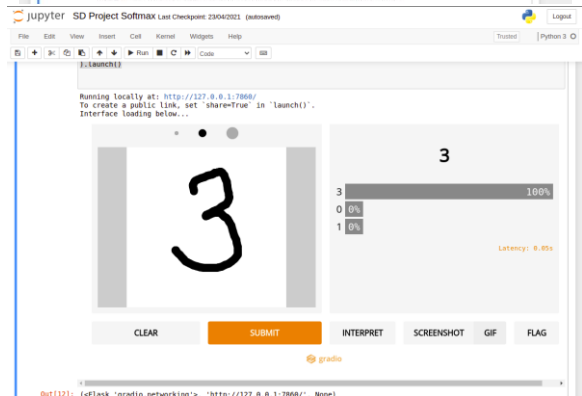 jupyter SD Project Softmax Last Checkpoint: 23/04/2021 (autosaved) Logout
File Edit View Insert Cell Kernel Widgets Help Trusted Python 3
Run Code
).launch()
Running locally at: http://127.0.0.1:7860/
To create a public link, set `share=True` in `launch()`.
Interface loading below...
3
3
3 100%
0 0%
1 0%
Latency: 0.05s
CLEAR SUBMIT INTERPRET SCREENSHOT GIF FLAG
gradio
Out[12]: (<Flask 'gradio.networking'>, 'http://127.0.0.1:7860/', None)